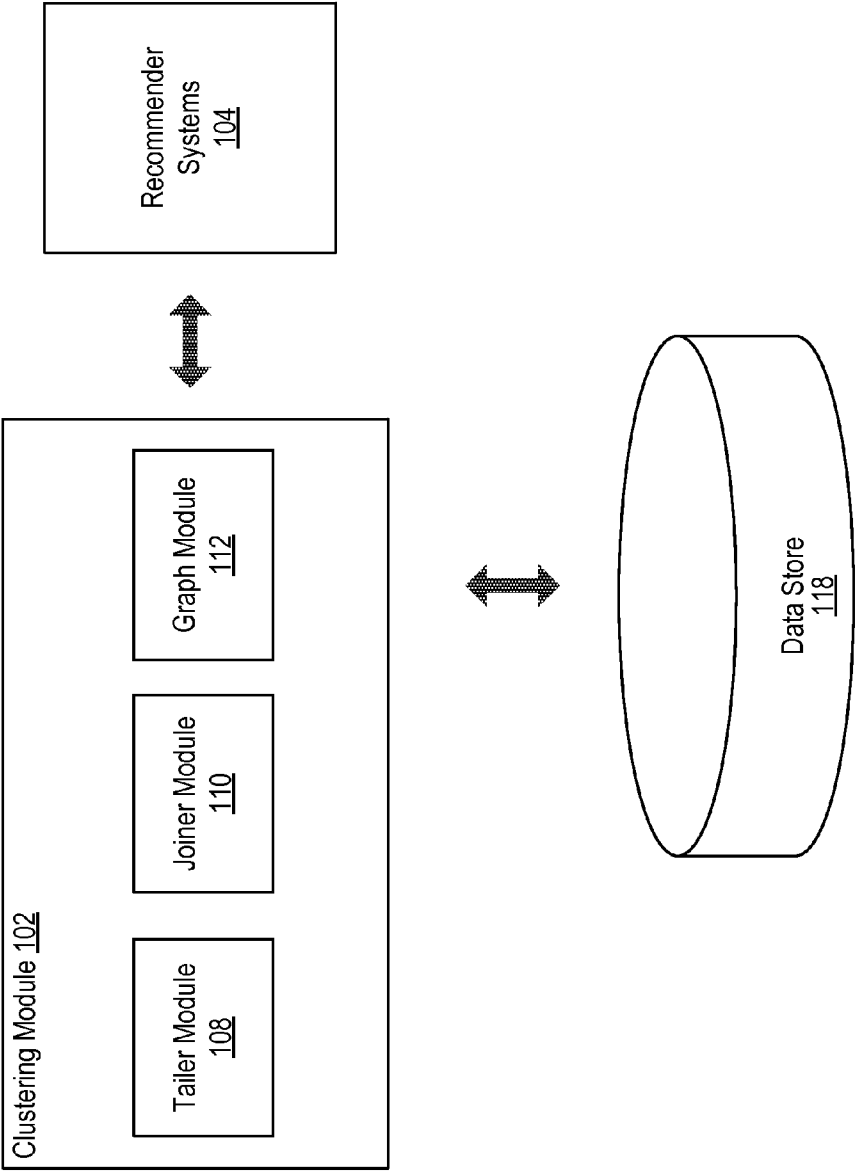 Clustering Module 102
Tailer Module
108
Joiner Module
110
Graph Module
112
Recommender
Systems
104
Data Store
118